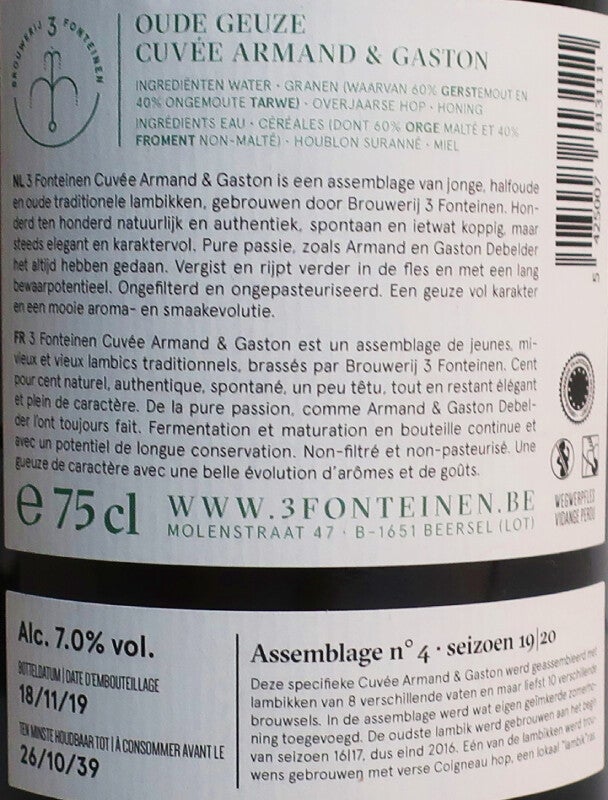 BROUWERIJ 3 FONTEINEN
OUDE GEUZE
CUVÉE ARMAND & GASTON
INGREDIËNTEN WATER · GRANEN (WAARVAN 60% GERSTEMOUT EN
40% ONGEMOUTE TARWE) · OVERJAARSE HOP · HONING
INGRÉDIENTS EAU · CÉRÉALES (DONT 60% ORGE MALTÉ ET 40%
FROMENT NON-MALTÉ) · HOUBLON SURANNÉ · MIEL
NL 3 Fonteinen Cuvée Armand & Gaston is een assemblage van jonge, halfoude
en oude traditionele lambikken, gebrouwen door Brouwerij 3 Fonteinen. Hon-
derd ten honderd natuurlijk en authentiek, spontaan en ietwat koppig, maar
steeds elegant en karaktervol. Pure passie, zoals Armand en Gaston Debelder
het altijd hebben gedaan. Vergist en rijpt verder in de fles en met een lang
bewaarpotentieel. Ongefilterd en ongepasteuriseerd. Een geuze vol karakter
en een mooie aroma- en smaakevolutie.
FR 3 Fonteinen Cuvée Armand & Gaston est un assemblage de jeunes, mi-
vieux et vieux lambics traditionnels, brassés par Brouwerij 3 Fonteinen. Cent
pour cent naturel, authentique, spontané, un peu têtu, tout en restant élégant
et plein de caractère. De la pure passion, comme Armand & Gaston Debel-
der l'ont toujours fait. Fermentation et maturation en bouteille continue et
avec un potentiel de longue conservation. Non-filtré et non-pasteurisé. Une
gueuze de caractère avec une belle évolution d'arômes et de goûts.
e 75 cl
WWW.3FONTEINEN.BE
MOLENSTRAAT 47 · B-1651 BEERSEL (LOT)
5 425007 813111
WEGWERPFLES
VIDANGE PERDU
Alc. 7.0% vol.
BOTTELDATUM | DATE D'EMBOUTEILLAGE
18/11/19
TEN MINSTE HOUDBAAR TOT | À CONSOMMER AVANT LE
26/10/39
Assemblage n° 4 · seizoen 19|20
Deze specifieke Cuvée Armand & Gaston werd geassembleerd met
lambikken van 8 verschillende vaten en maar liefst 10 verschillende
brouwsels. In de assemblage werd wat eigen geïmkerde zomerho-
ning toegevoegd. De oudste lambik werd gebrouwen aan het begin
van seizoen 16|17, dus eind 2016. Eén van de lambikken werd trou-
wens gebrouwen met verse Coigneau hop, een lokaal "lambik"ras